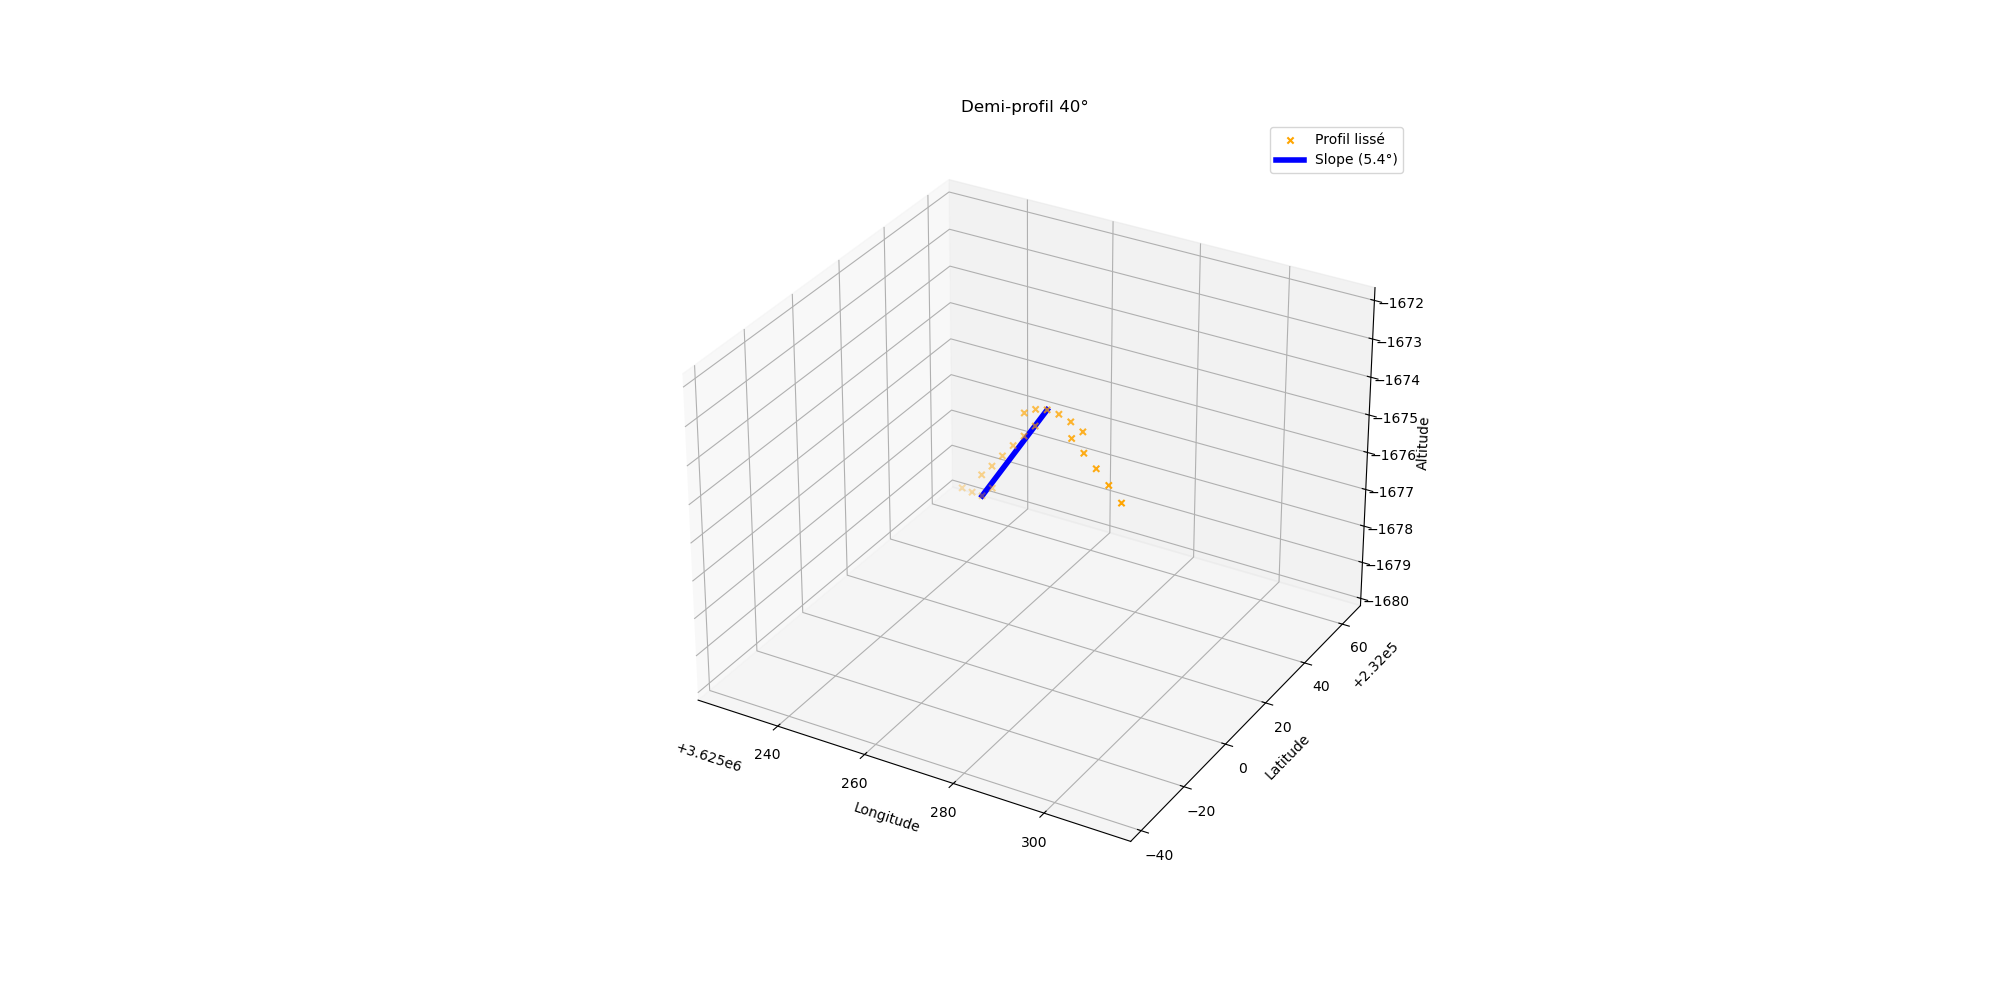 Demi-profil 40°
Profil lissé
Slope (5.4°)
−1672
−1673
−1674
−1675
−1676
−1677
−1678
−1679
−1680
Altitude
60
40
20
0
−20
−40
+2.32e5
Latitude
+3.625e6
240
260
280
300
Longitude